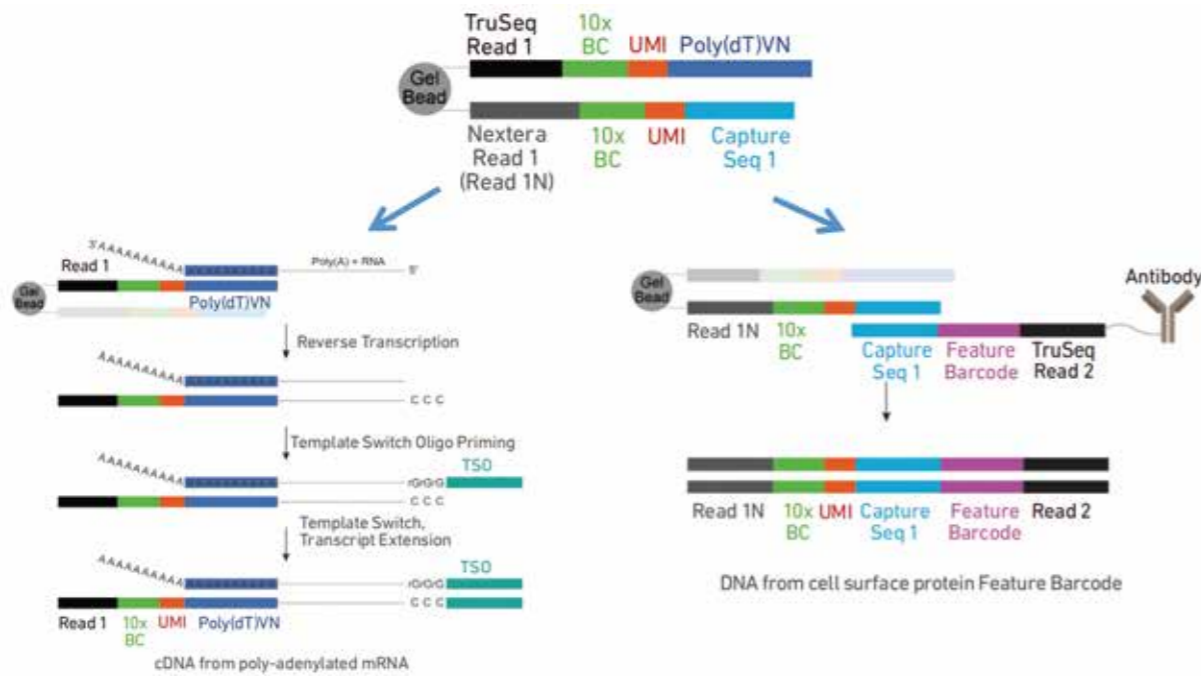 TruSeq
Read 1
10x
BC
UMI
Poly(dT)VN
Gel
Bead
Nextera
Read 1
(Read 1N)
10x
BC
UMI
Capture
Seq 1
3'AAAAAAAAAA
Read 1
Poly(A) + RNA
5'
Gel
Bead
Poly(dT)VN
Reverse Transcription
AAAAAAAAAA
C C C
Template Switch Oligo Priming
AAAAAAAAAA
rGrGrG
TSO
C C C
Template Switch,
Transcript Extension
AAAAAAAAAA
rGrGrG
TSO
C C C
Read 1
10x
BC
UMI
Poly(dT)VN
cDNA from poly-adenylated mRNA
Gel
Bead
Antibody
Read 1N
10x
BC
Capture
Seq 1
Feature
Barcode
TruSeq
Read 2
Read 1N
10x
BC
UMI
Capture
Seq 1
Feature
Barcode
Read 2
DNA from cell surface protein Feature Barcode